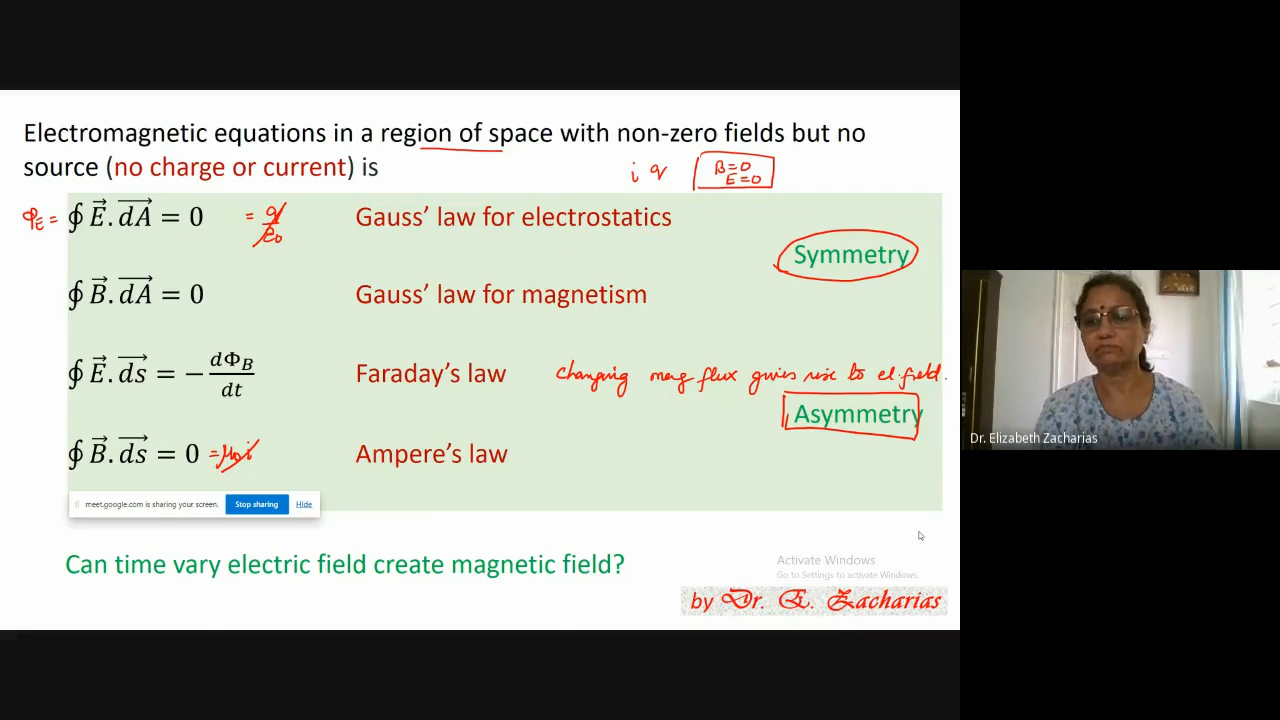 Electromagnetic equations in a region of space with non-zero fields but no
source (no charge or current) is
i q B=0
E=0
Φ_E = ∮ E⃗. dA⃗ = 0 = q/ε₀ Gauss’ law for electrostatics
Symmetry
∮ B⃗. dA⃗ = 0 Gauss’ law for magnetism
∮ E⃗. ds⃗ = − dΦ_B/dt Faraday’s law changing mag flux gives rise to el. field.
Asymmetry
∮ B⃗. ds⃗ = 0 =μ₀i Ampere’s law
meet.google.com is sharing your screen. Stop sharing Hide
Can time vary electric field create magnetic field?
Activate Windows
Go to Settings to activate Windows.
by Dr. E. Zacharias
Dr. Elizabeth Zacharias